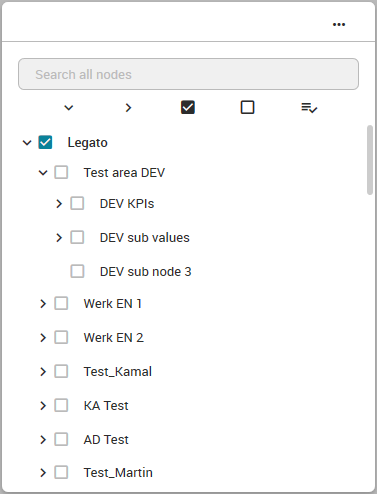 Search all nodes
Legato
Test area DEV
DEV KPIs
DEV sub values
DEV sub node 3
Werk EN 1
Werk EN 2
Test_Kamal
KA Test
AD Test
Test_Martin